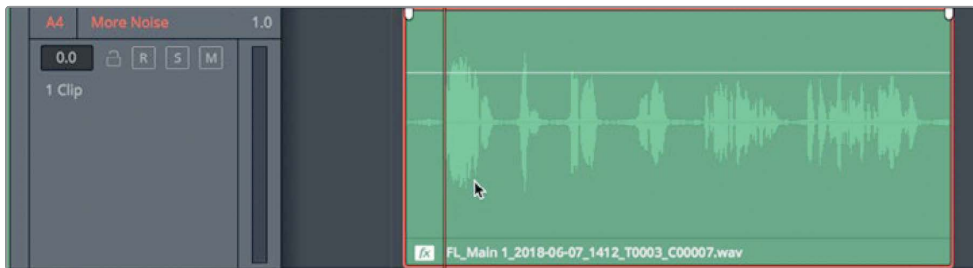 A4 More Noise 1.0
0.0 R S M
1 Clip
fx FL_Main 1_2018-06-07_1412_T0003_C00007.wav